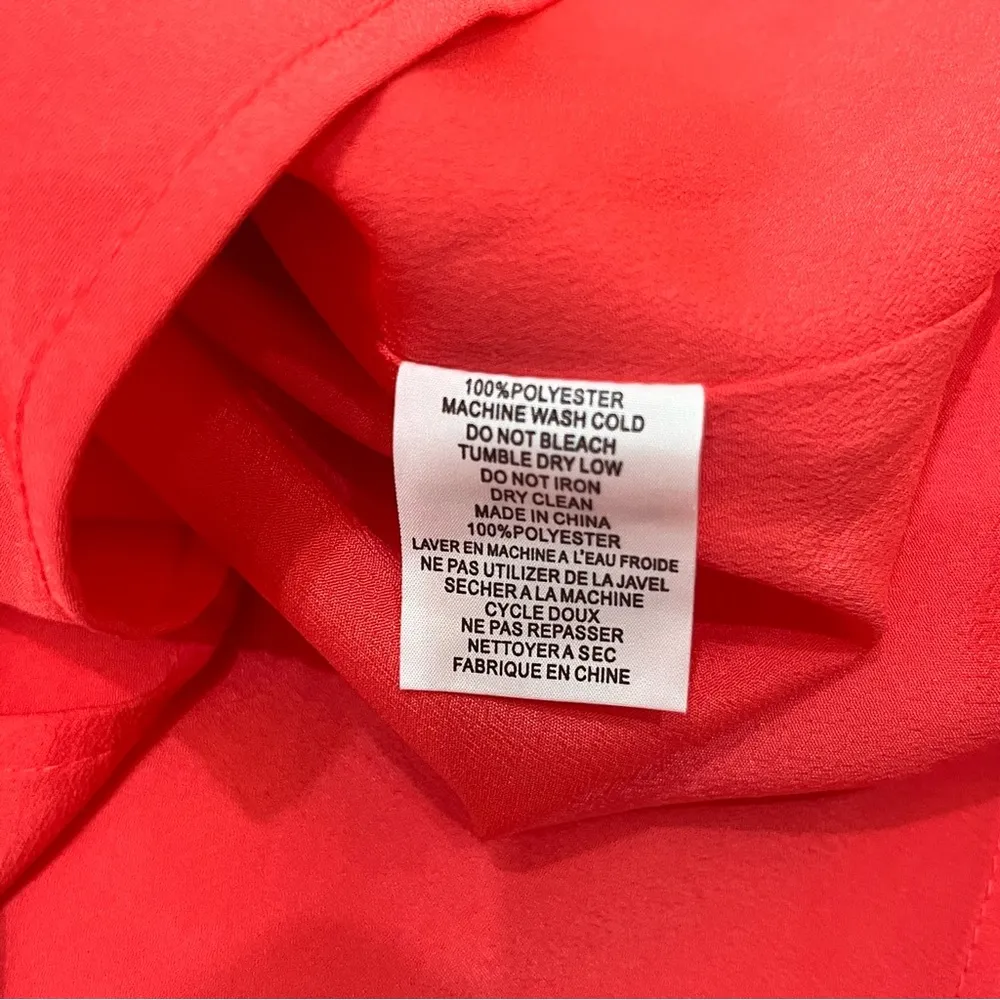 100%POLYESTER
MACHINE WASH COLD
DO NOT BLEACH
TUMBLE DRY LOW
DO NOT IRON
DRY CLEAN
MADE IN CHINA
100%POLYESTER
LAVER EN MACHINE A L'EAU FROIDE
NE PAS UTILIZER DE LA JAVEL
SECHER A LA MACHINE
CYCLE DOUX
NE PAS REPASSER
NETTOYER A SEC
FABRIQUE EN CHINE